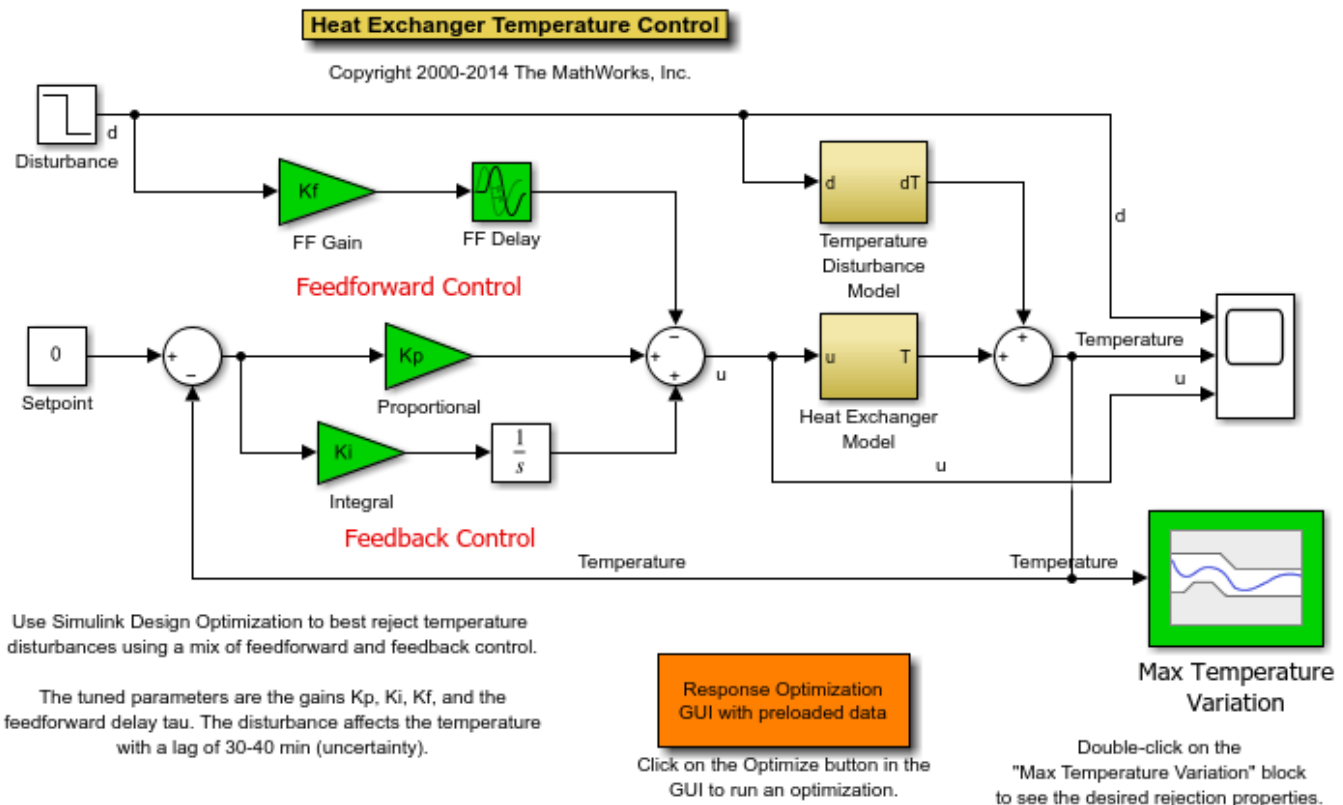 Heat Exchanger Temperature Control
Copyright 2000-2014 The MathWorks, Inc.
d
Disturbance
Kf
FF Gain
FF Delay
Feedforward Control
d
dT
Temperature
Disturbance
Model
d
0
Setpoint
+
−
Kp
Proportional
Ki
Integral
1
s
Feedback Control
−
+
+
u
u
T
Heat Exchanger
Model
+
+
Temperature
u
u
Temperature
Temperature
Max Temperature
Variation
Use Simulink Design Optimization to best reject temperature
disturbances using a mix of feedforward and feedback control.
The tuned parameters are the gains Kp, Ki, Kf, and the
feedforward delay tau. The disturbance affects the temperature
with a lag of 30-40 min (uncertainty).
Response Optimization
GUI with preloaded data
Click on the Optimize button in the
GUI to run an optimization.
Double-click on the
"Max Temperature Variation" block
to see the desired rejection properties.